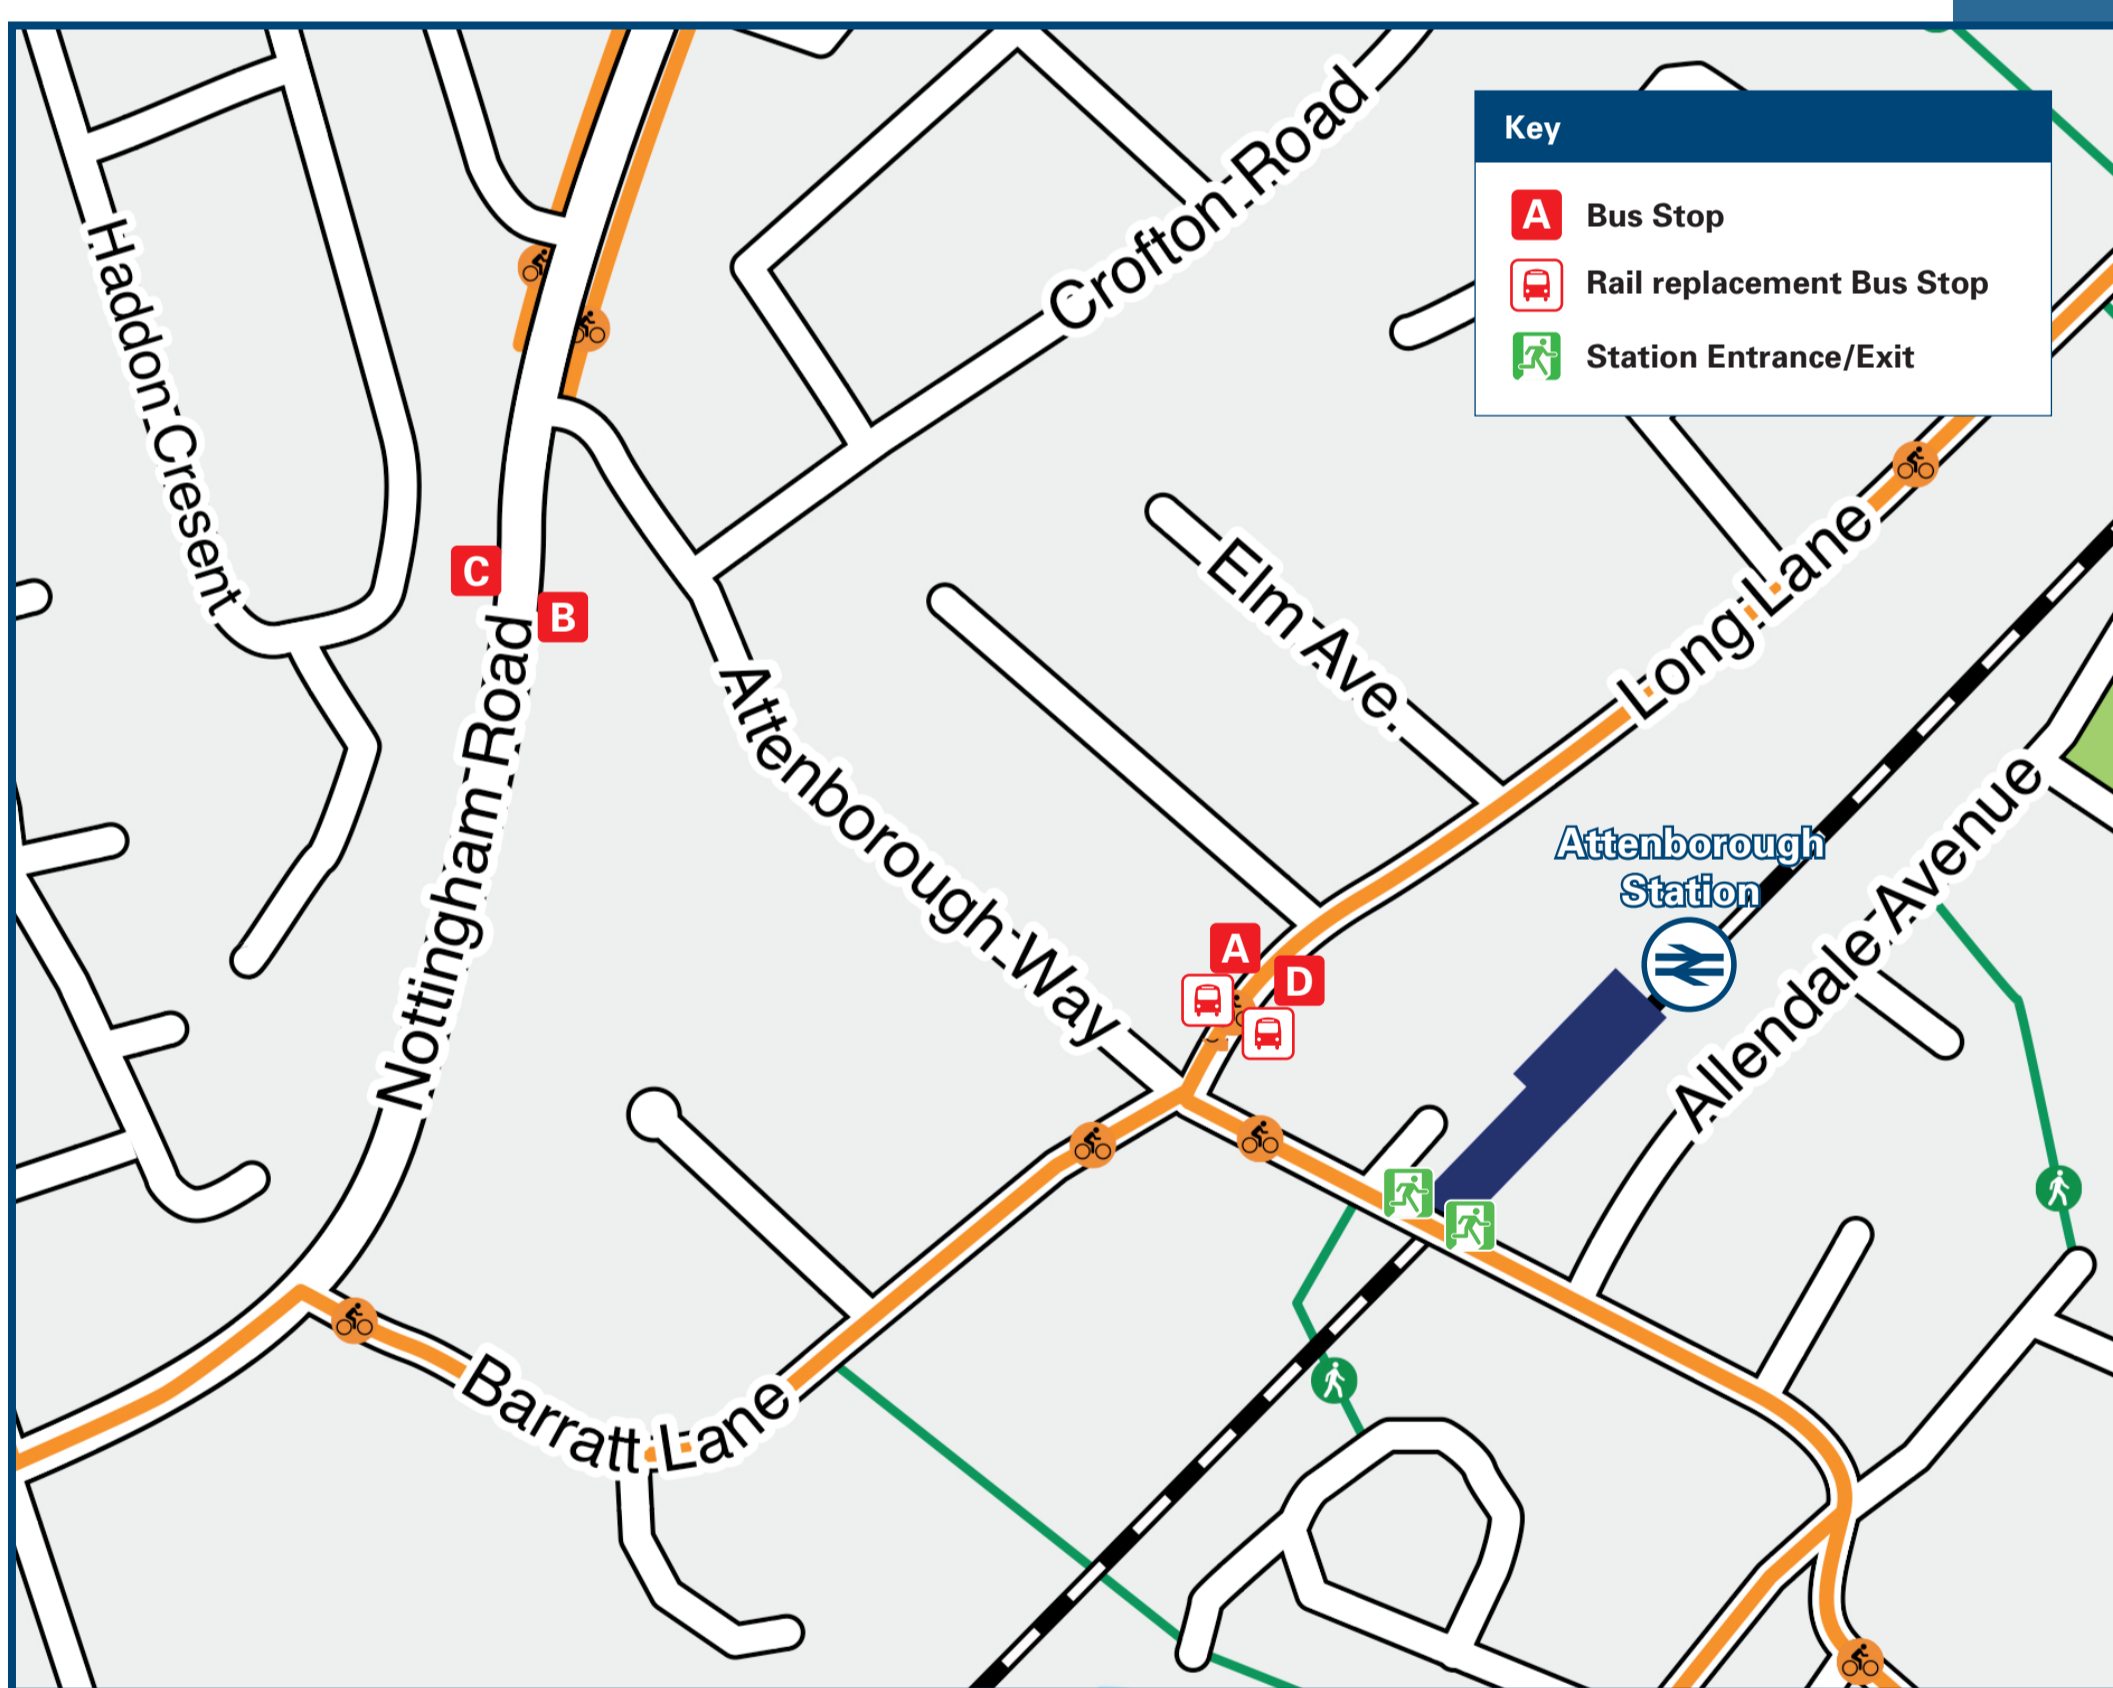 Key
A Bus Stop
Rail replacement Bus Stop
Station Entrance/Exit
Haddon Cresent
Crofton Road
C
B
Nottingham Road
Elm Ave.
Long Lane
Attenborough Way
Attenborough
Station
Allendale Avenue
A
D
Barratt Lane